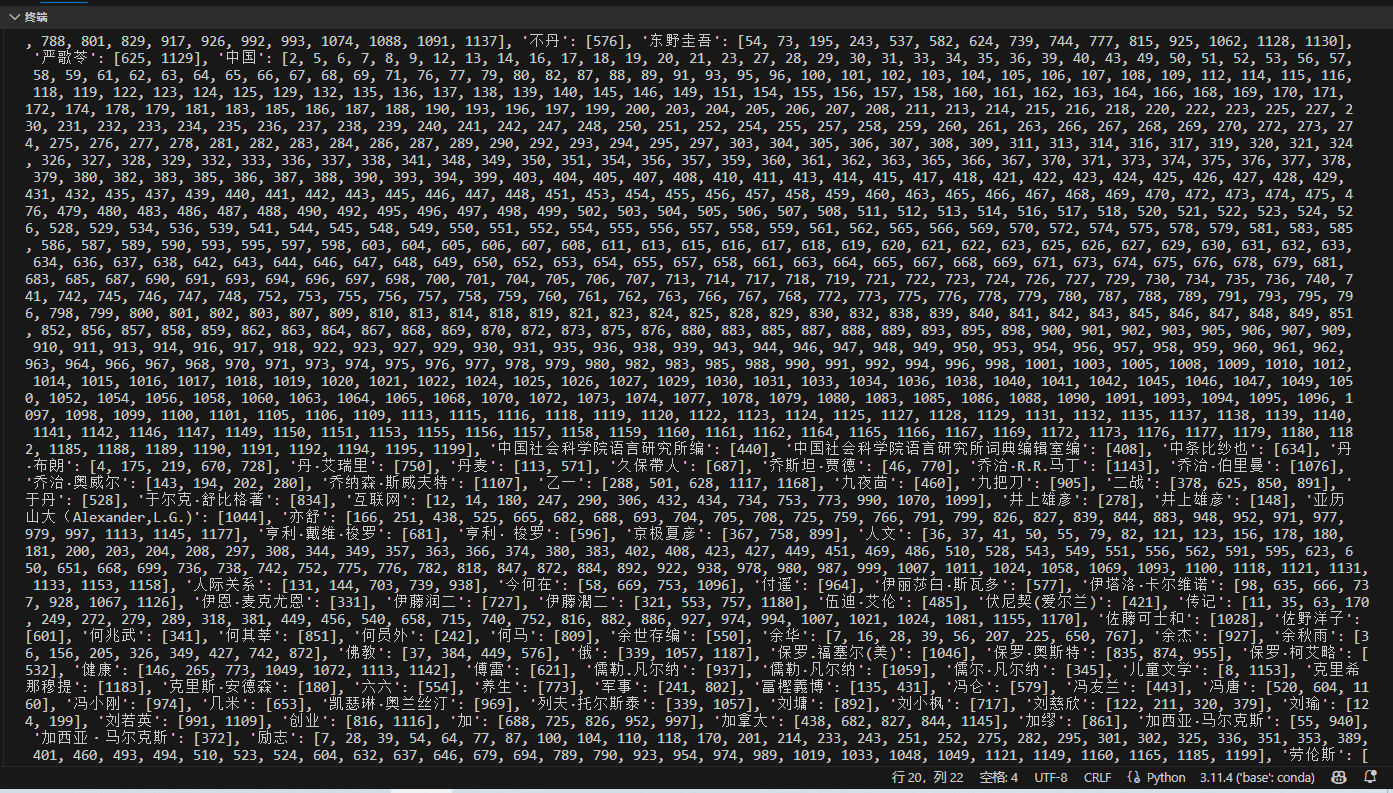 终端
, 788, 801, 829, 917, 926, 992, 993, 1074, 1088, 1091, 1137], '不丹': [576], '东野圭吾': [54, 73, 195, 243, 537, 582, 624, 739, 744, 777, 815, 925, 1062, 1128, 1130],
'严歌苓': [625, 1129], '中国': [2, 5, 6, 7, 8, 9, 12, 13, 14, 16, 17, 18, 19, 20, 21, 23, 27, 28, 29, 30, 31, 33, 34, 35, 36, 39, 40, 43, 49, 50, 51, 52, 53, 56, 57,
58, 59, 61, 62, 63, 64, 65, 66, 67, 68, 69, 71, 76, 77, 79, 80, 82, 87, 88, 89, 91, 93, 95, 96, 100, 101, 102, 103, 104, 105, 106, 107, 108, 109, 112, 114, 115, 116,
118, 119, 122, 123, 124, 125, 129, 132, 135, 136, 137, 138, 139, 140, 145, 146, 149, 151, 154, 155, 156, 157, 158, 160, 161, 162, 163, 164, 166, 168, 169, 170, 171,
172, 174, 178, 179, 181, 183, 185, 186, 187, 188, 190, 193, 196, 197, 199, 200, 203, 204, 205, 206, 207, 208, 211, 213, 214, 215, 216, 218, 220, 222, 223, 225, 227, 2
30, 231, 232, 233, 234, 235, 236, 237, 238, 239, 240, 241, 242, 247, 248, 250, 251, 252, 254, 255, 257, 258, 259, 260, 261, 263, 266, 267, 268, 269, 270, 272, 273, 27
4, 275, 276, 277, 278, 281, 282, 283, 284, 286, 287, 289, 290, 292, 293, 294, 295, 297, 303, 304, 305, 306, 307, 308, 309, 311, 313, 314, 316, 317, 319, 320, 321, 324
, 326, 327, 328, 329, 332, 333, 336, 337, 338, 341, 348, 349, 350, 351, 354, 356, 357, 359, 360, 361, 362, 363, 365, 366, 367, 370, 371, 373, 374, 375, 376, 377, 378,
379, 380, 382, 383, 385, 386, 387, 388, 390, 393, 394, 399, 403, 404, 405, 407, 408, 410, 411, 413, 414, 415, 417, 418, 421, 422, 423, 424, 425, 426, 427, 428, 429,
431, 432, 435, 437, 439, 440, 441, 442, 443, 445, 446, 447, 448, 451, 453, 454, 455, 456, 457, 458, 459, 460, 463, 465, 466, 467, 468, 469, 470, 472, 473, 474, 475, 4
76, 479, 480, 483, 486, 487, 488, 490, 492, 495, 496, 497, 498, 499, 502, 503, 504, 505, 506, 507, 508, 511, 512, 513, 514, 516, 517, 518, 520, 521, 522, 523, 524, 52
6, 528, 529, 534, 536, 539, 541, 544, 545, 548, 549, 550, 551, 552, 554, 555, 556, 557, 558, 559, 561, 562, 565, 566, 569, 570, 572, 574, 575, 578, 579, 581, 583, 585
, 586, 587, 589, 590, 593, 595, 597, 598, 603, 604, 605, 606, 607, 608, 611, 613, 615, 616, 617, 618, 619, 620, 621, 622, 623, 625, 626, 627, 629, 630, 631, 632, 633,
634, 636, 637, 638, 642, 643, 644, 646, 647, 648, 649, 650, 652, 653, 654, 655, 657, 658, 661, 663, 664, 665, 667, 668, 669, 671, 673, 674, 675, 676, 678, 679, 681,
683, 685, 687, 690, 691, 693, 694, 696, 697, 698, 700, 701, 704, 705, 706, 707, 713, 714, 717, 718, 719, 721, 722, 723, 724, 726, 727, 729, 730, 734, 735, 736, 740, 7
41, 742, 745, 746, 747, 748, 752, 753, 755, 756, 757, 758, 759, 760, 761, 762, 763, 766, 767, 768, 772, 773, 775, 776, 778, 779, 780, 787, 788, 789, 791, 793, 795, 79
6, 798, 799, 800, 801, 802, 803, 807, 809, 810, 813, 814, 818, 819, 821, 823, 824, 825, 828, 829, 830, 832, 838, 839, 840, 841, 842, 843, 845, 846, 847, 848, 849, 851
, 852, 856, 857, 858, 859, 862, 863, 864, 867, 868, 869, 870, 872, 873, 875, 876, 880, 883, 885, 887, 888, 889, 893, 895, 898, 900, 901, 902, 903, 905, 906, 907, 909,
910, 911, 913, 914, 916, 917, 918, 922, 923, 927, 929, 930, 931, 935, 936, 938, 939, 943, 944, 946, 947, 948, 949, 950, 953, 954, 956, 957, 958, 959, 960, 961, 962,
963, 964, 966, 967, 968, 970, 971, 973, 974, 975, 976, 977, 978, 979, 980, 982, 983, 985, 988, 990, 991, 992, 994, 996, 998, 1001, 1003, 1005, 1008, 1009, 1010, 1012,
1014, 1015, 1016, 1017, 1018, 1019, 1020, 1021, 1022, 1024, 1025, 1026, 1027, 1029, 1030, 1031, 1033, 1034, 1036, 1038, 1040, 1041, 1042, 1045, 1046, 1047, 1049, 105
0, 1052, 1054, 1056, 1058, 1060, 1063, 1064, 1065, 1068, 1070, 1072, 1073, 1074, 1077, 1078, 1079, 1080, 1083, 1085, 1086, 1088, 1090, 1091, 1093, 1094, 1095, 1096, 1
097, 1098, 1099, 1100, 1101, 1105, 1106, 1109, 1113, 1115, 1116, 1118, 1119, 1120, 1122, 1123, 1124, 1125, 1127, 1128, 1129, 1131, 1132, 1135, 1137, 1138, 1139, 1140,
1141, 1142, 1146, 1147, 1149, 1150, 1151, 1153, 1155, 1156, 1157, 1158, 1159, 1160, 1161, 1162, 1164, 1166, 1167, 1169, 1172, 1173, 1176, 1177, 1179, 1180, 118
2, 1185, 1188, 1189, 1190, 1191, 1192, 1194, 1195, 1199], '中国社会科学院语言研究所编': [440], '中国社会科学院语言研究所词典编辑室编': [408], '中条比纱也': [634], '丹
·布朗': [4, 175, 219, 670, 728], '丹·艾瑞里': [750], '丹麦': [113, 571], '久保带人': [687], '乔斯坦·贾德': [46, 770], '乔治·R.R.马丁': [1143], '乔治·伯里曼': [1076],
'乔治·奥威尔': [143, 194, 202, 280], '乔纳森·斯威夫特': [1107], '乙一': [288, 501, 628, 1117, 1168], '九夜茴': [460], '九把刀': [905], '二战': [378, 625, 850, 891], '
于丹': [528], '于尔克·舒比格著': [834], '互联网': [12, 14, 180, 247, 290, 306, 432, 434, 734, 753, 773, 990, 1070, 1099], '井上雄彦': [278], '井上雄彦': [148], '亚历
山大（Alexander,L.G.)': [1044], '亦舒': [166, 251, 438, 525, 665, 682, 688, 693, 704, 705, 708, 725, 759, 766, 791, 799, 826, 827, 839, 844, 883, 948, 952, 971, 977,
979, 997, 1113, 1145, 1177], '亨利·戴维·梭罗': [681], '亨利· 梭罗': [596], '京极夏彦': [367, 758, 899], '人文': [36, 37, 41, 50, 55, 79, 82, 121, 123, 156, 178, 180,
181, 200, 203, 204, 208, 297, 308, 344, 349, 357, 363, 366, 374, 380, 383, 402, 408, 423, 427, 449, 451, 469, 486, 510, 528, 543, 549, 551, 556, 562, 591, 595, 623, 6
50, 651, 668, 699, 736, 738, 742, 752, 775, 776, 782, 818, 847, 872, 884, 892, 922, 938, 978, 980, 987, 999, 1007, 1011, 1024, 1058, 1069, 1093, 1100, 1118, 1121, 1131,
1133, 1153, 1158], '人际关系': [131, 144, 703, 739, 938], '今何在': [58, 669, 753, 1096], '付遥': [964], '伊丽莎白·斯瓦多': [577], '伊塔洛·卡尔维诺': [98, 635, 666, 73
7, 928, 1067, 1126], '伊恩·麦克尤恩': [331], '伊藤润二': [727], '伊藤潤二': [321, 553, 757, 1180], '伍迪·艾伦': [485], '伏尼契(爱尔兰)': [421], '传记': [11, 35, 63, 170
, 249, 272, 279, 289, 318, 381, 449, 456, 540, 658, 715, 740, 752, 816, 882, 886, 927, 974, 994, 1007, 1021, 1024, 1081, 1155, 1170], '佐藤可士和': [1028], '佐野洋子':
[601], '何兆武': [341], '何其莘': [851], '何员外': [242], '何马': [809], '余世存编': [550], '余华': [7, 16, 28, 39, 56, 207, 225, 650, 767], '余杰': [927], '余秋雨': [3
6, 156, 205, 326, 349, 427, 742, 872], '佛教': [37, 384, 449, 576], '俄': [339, 1057, 1187], '保罗.福塞尔(美)': [1046], '保罗·奥斯特': [835, 874, 955], '保罗·柯艾略': [
532], '健康': [146, 265, 773, 1049, 1072, 1113, 1142], '傅雷': [621], '儒勒.凡尔纳': [937], '儒勒·凡尔纳': [1059], '儒尔·凡尔纳': [345], '儿童文学': [8, 1153], '克里希
那穆提': [1183], '克里斯·安德森': [180], '六六': [554], '养生': [773], '军事': [241, 802], '冨樫義博': [135, 431], '冯仑': [579], '冯友兰': [443], '冯唐': [520, 604, 11
60], '冯小刚': [974], '几米': [653], '凯瑟琳·奥兰丝汀': [969], '列夫·托尔斯泰': [339, 1057], '刘墉': [892], '刘小枫': [717], '刘慈欣': [122, 211, 320, 379], '刘瑜': [12
4, 199], '刘若英': [991, 1109], '创业': [816, 1116], '加': [688, 725, 826, 952, 997], '加拿大': [438, 682, 827, 844, 1145], '加缪': [861], '加西亚·马尔克斯': [55, 940],
'加西亚 · 马尔克斯': [372], '励志': [7, 28, 39, 54, 64, 77, 87, 100, 104, 110, 118, 170, 201, 214, 233, 243, 251, 252, 275, 282, 295, 301, 302, 325, 336, 351, 353, 389,
401, 460, 493, 494, 510, 523, 524, 604, 632, 637, 646, 679, 694, 789, 790, 923, 954, 974, 989, 1019, 1033, 1048, 1049, 1121, 1149, 1160, 1165, 1185, 1199], '劳伦斯': [
行 20，列 22 空格: 4 UTF-8 CRLF Python 3.11.4 ('base': conda)